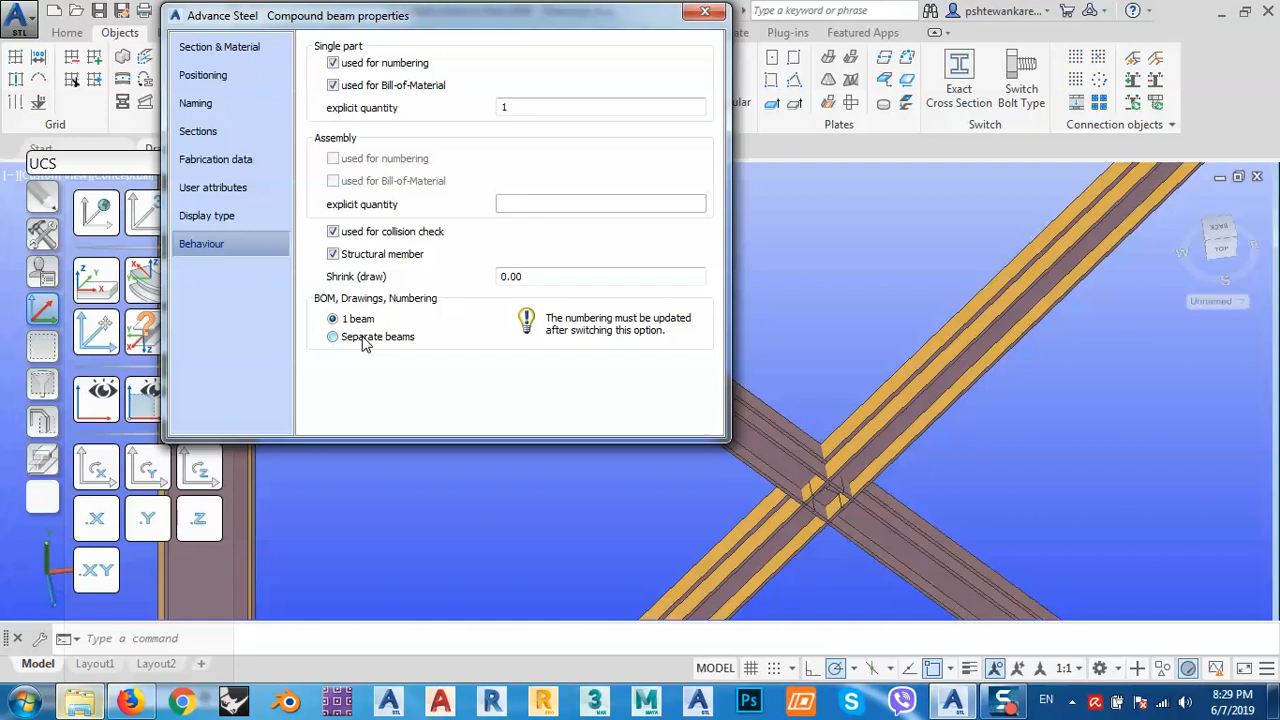 Advance Steel   Compound beam properties
Type a keyword or phrase
pshtewankare...
STL
Home
Objects
Plug-ins
Featured Apps
Section & Material
Positioning
Naming
Sections
Fabrication data
User attributes
Display type
Behaviour
Single part
used for numbering
used for Bill-of-Material
explicit quantity
1
Assembly
used for numbering
used for Bill-of-Material
explicit quantity
used for collision check
Structural member
Shrink (draw)
0.00
BOM, Drawings, Numbering
1 beam
Separate beams
The numbering must be updated
after switching this option.
Exact
Cross Section
Switch
Bolt Type
Grid
Plates
Switch
Connection objects
Start
UCS
BACK
TOP
W
Unnamed
.X
.Y
.Z
.XY
Type a command
Model
Layout1
Layout2
MODEL
1:1
EN
8:29 PM
6/7/2019